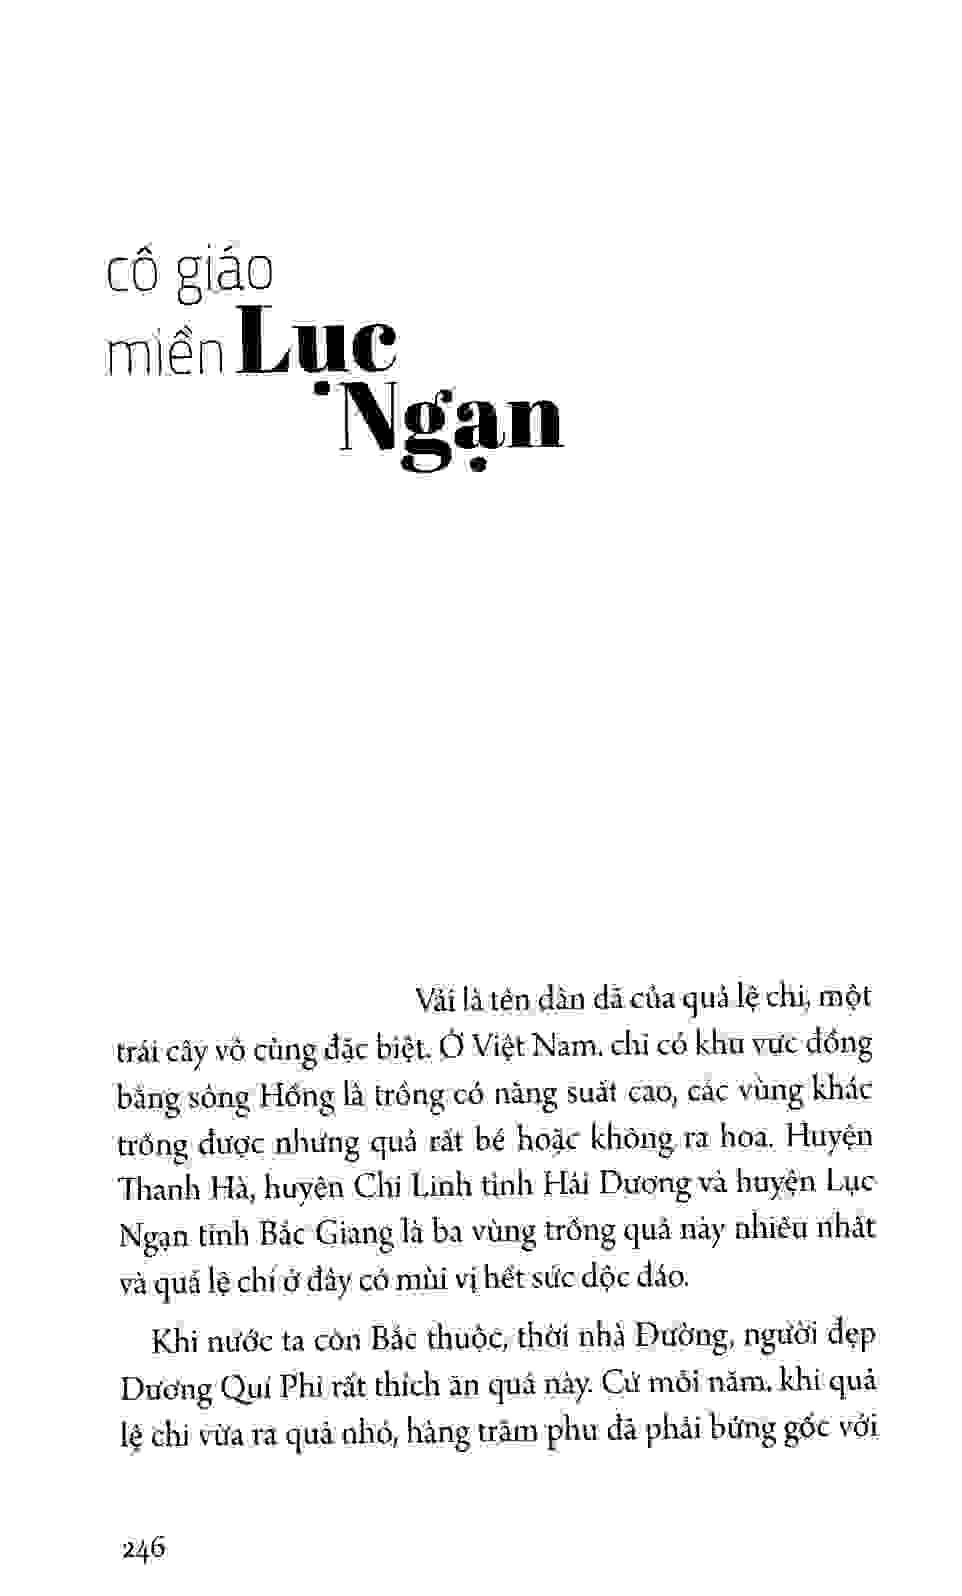 cô giáo
miền Lục
Ngạn
Vải là tên dân dã của quả lệ chi, một
trái cây vô cùng đặc biệt. Ở Việt Nam, chỉ có khu vực đồng
bằng sông Hồng là trồng có năng suất cao, các vùng khác
trồng được nhưng quả rất bé hoặc không ra hoa. Huyện
Thanh Hà, huyện Chí Linh tỉnh Hải Dương và huyện Lục
Ngạn tỉnh Bắc Giang là ba vùng trồng quả này nhiều nhất
và quả lệ chi ở đây có mùi vị hết sức độc đáo.
Khi nước ta còn Bắc thuộc, thời nhà Đường, người đẹp
Dương Quí Phi rất thích ăn quả này. Cứ mỗi năm, khi quả
lệ chi vừa ra quả nhỏ, hàng trăm phu đã phải bứng gốc với
246